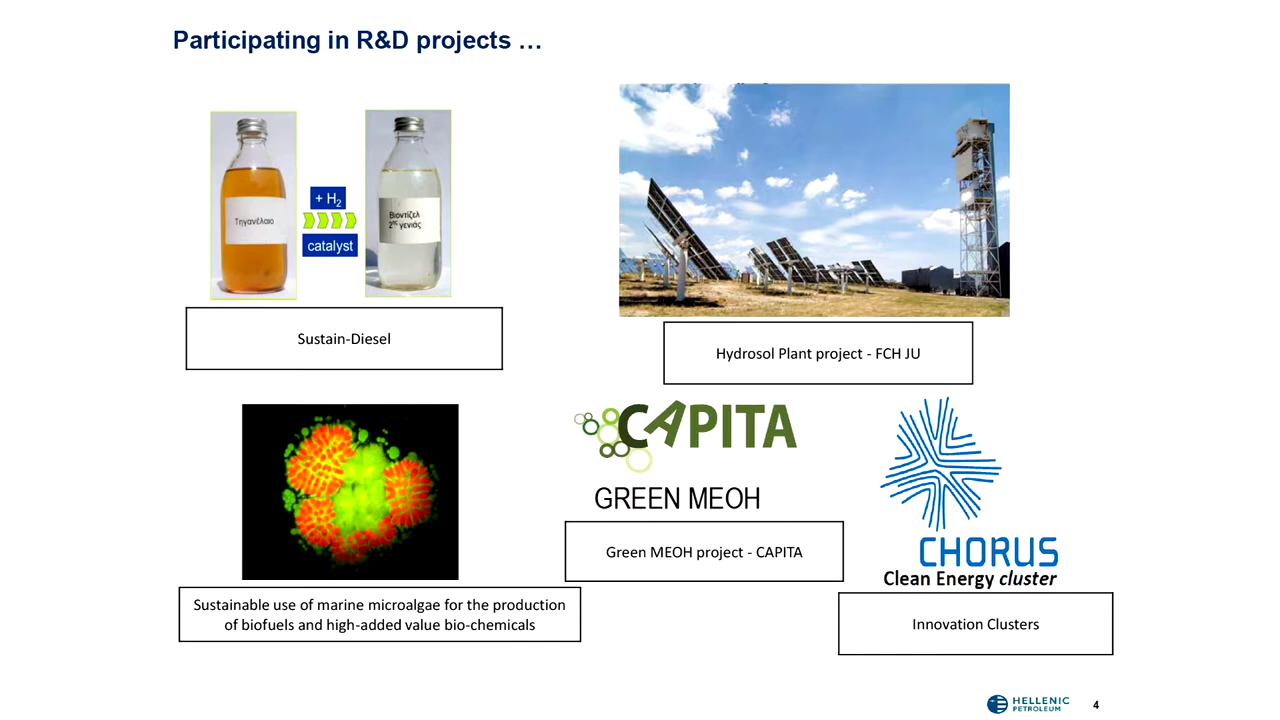 Participating in R&D projects …
Τηγανέλαιο
+ H₂
catalyst
Βιοντίζελ
2ης γενιάς
Sustain-Diesel
Hydrosol Plant project - FCH JU
CAPITA
GREEN MEOH
Green MEOH project - CAPITA
CHORUS
Clean Energy cluster
Sustainable use of marine microalgae for the production
of biofuels and high-added value bio-chemicals
Innovation Clusters
HELLENIC
PETROLEUM
4